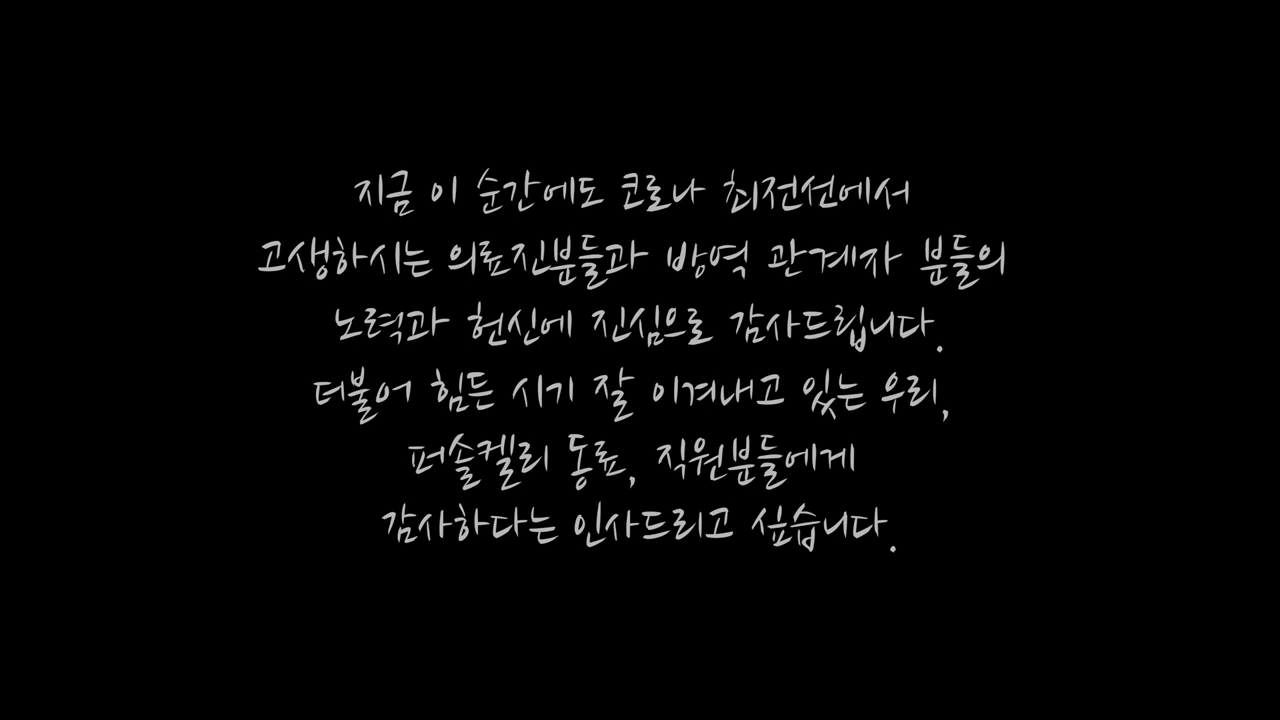 지금 이 순간에도 코로나 최전선에서
고생하시는 의료진분들과 방역 관계자 분들의
노력과 헌신에 진심으로 감사드립니다.
더불어 힘든 시기 잘 이겨내고 있는 우리,
퍼솔켈리 동료, 직원분들에게
감사하다는 인사드리고 싶습니다.